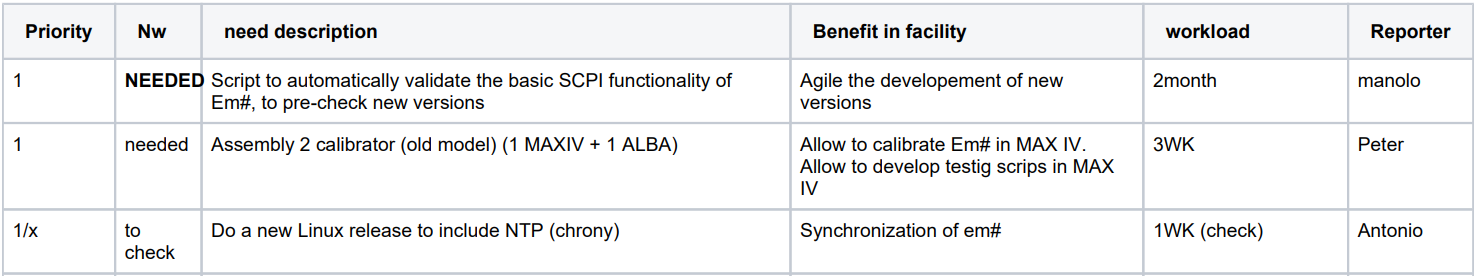 Priority Nw need description Benefit in facility workload Reporter
1 NEEDED Script to automatically validate the basic SCPI functionality of Em#, to pre-check new versions Agile the developement of new versions 2month manolo
1 needed Assembly 2 calibrator (old model) (1 MAXIV + 1 ALBA) Allow to calibrate Em# in MAX IV. Allow to develop testig scrips in MAX IV 3WK Peter
1/x to check Do a new Linux release to include NTP (chrony) Synchronization of em# 1WK (check) Antonio